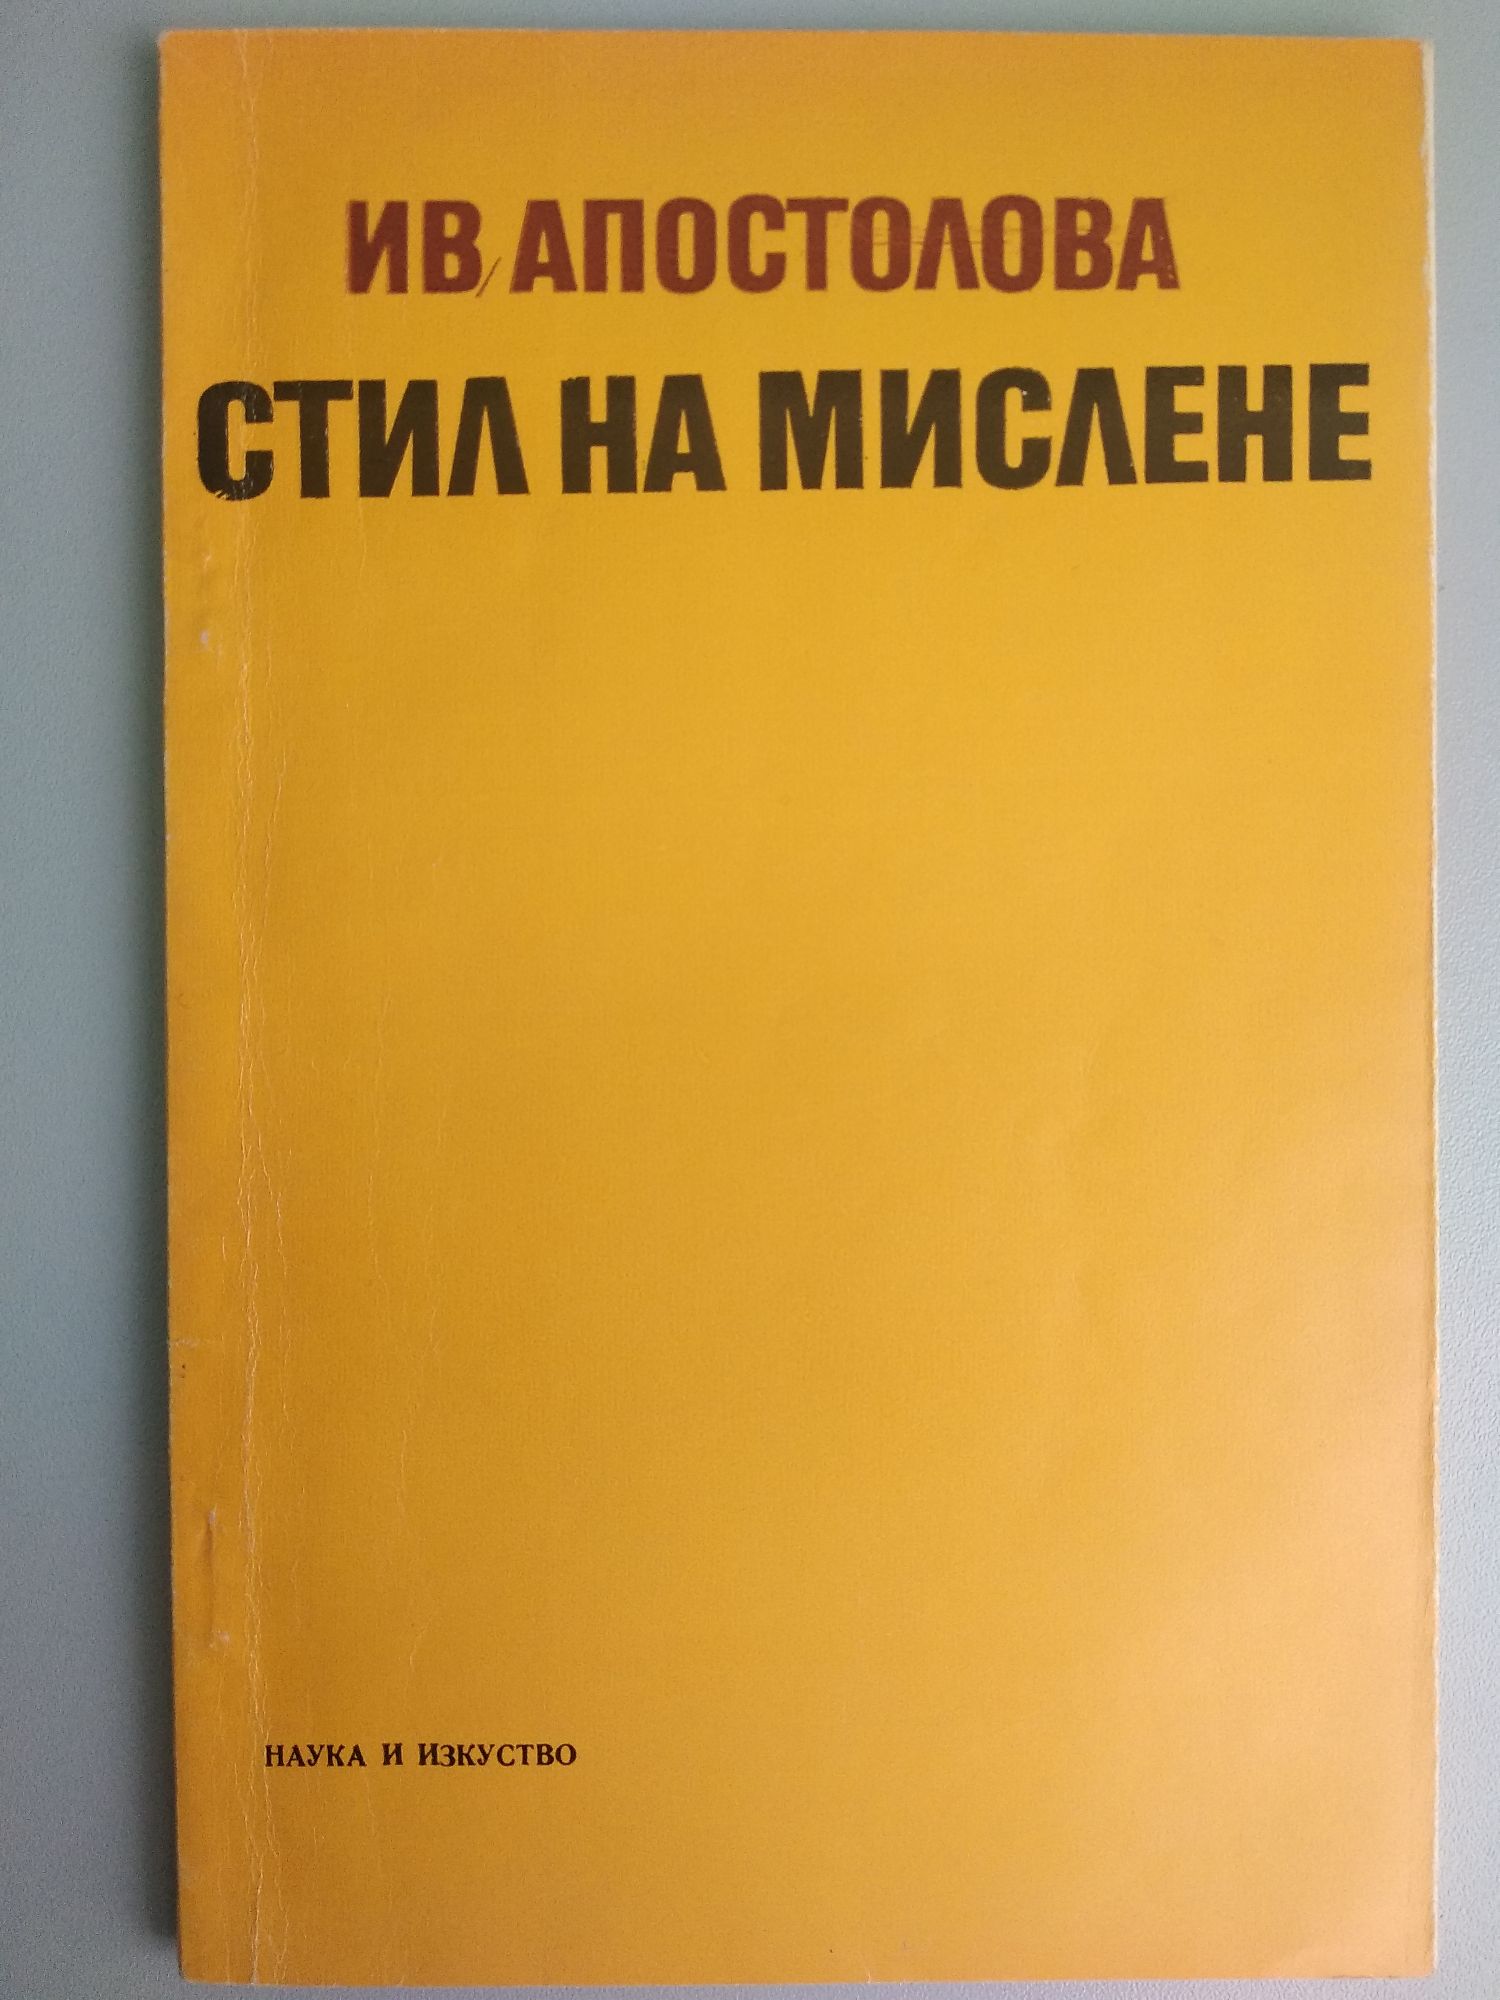 ИВ. АПОСТОЛОВА
СТИЛ НА МИСЛЕНЕ
НАУКА И ИЗКУСТВО